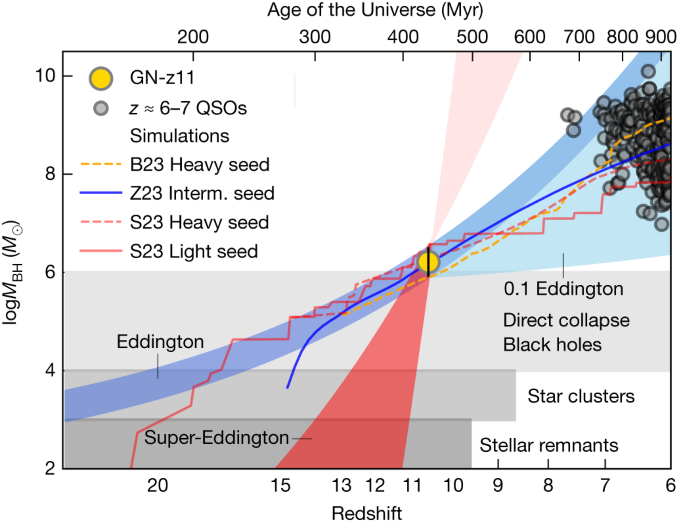 Age of the Universe (Myr)
200 300 400 500 600 700 800 900
10
8
6
4
2
logM_BH (M_☉)
GN-z11
z ≈ 6–7 QSOs
Simulations
B23 Heavy seed
Z23 Interm. seed
S23 Heavy seed
S23 Light seed
0.1 Eddington
Direct collapse
Black holes
Eddington
Star clusters
Super-Eddington
Stellar remnants
20 15 13 12 11 10 9 8 7 6
Redshift